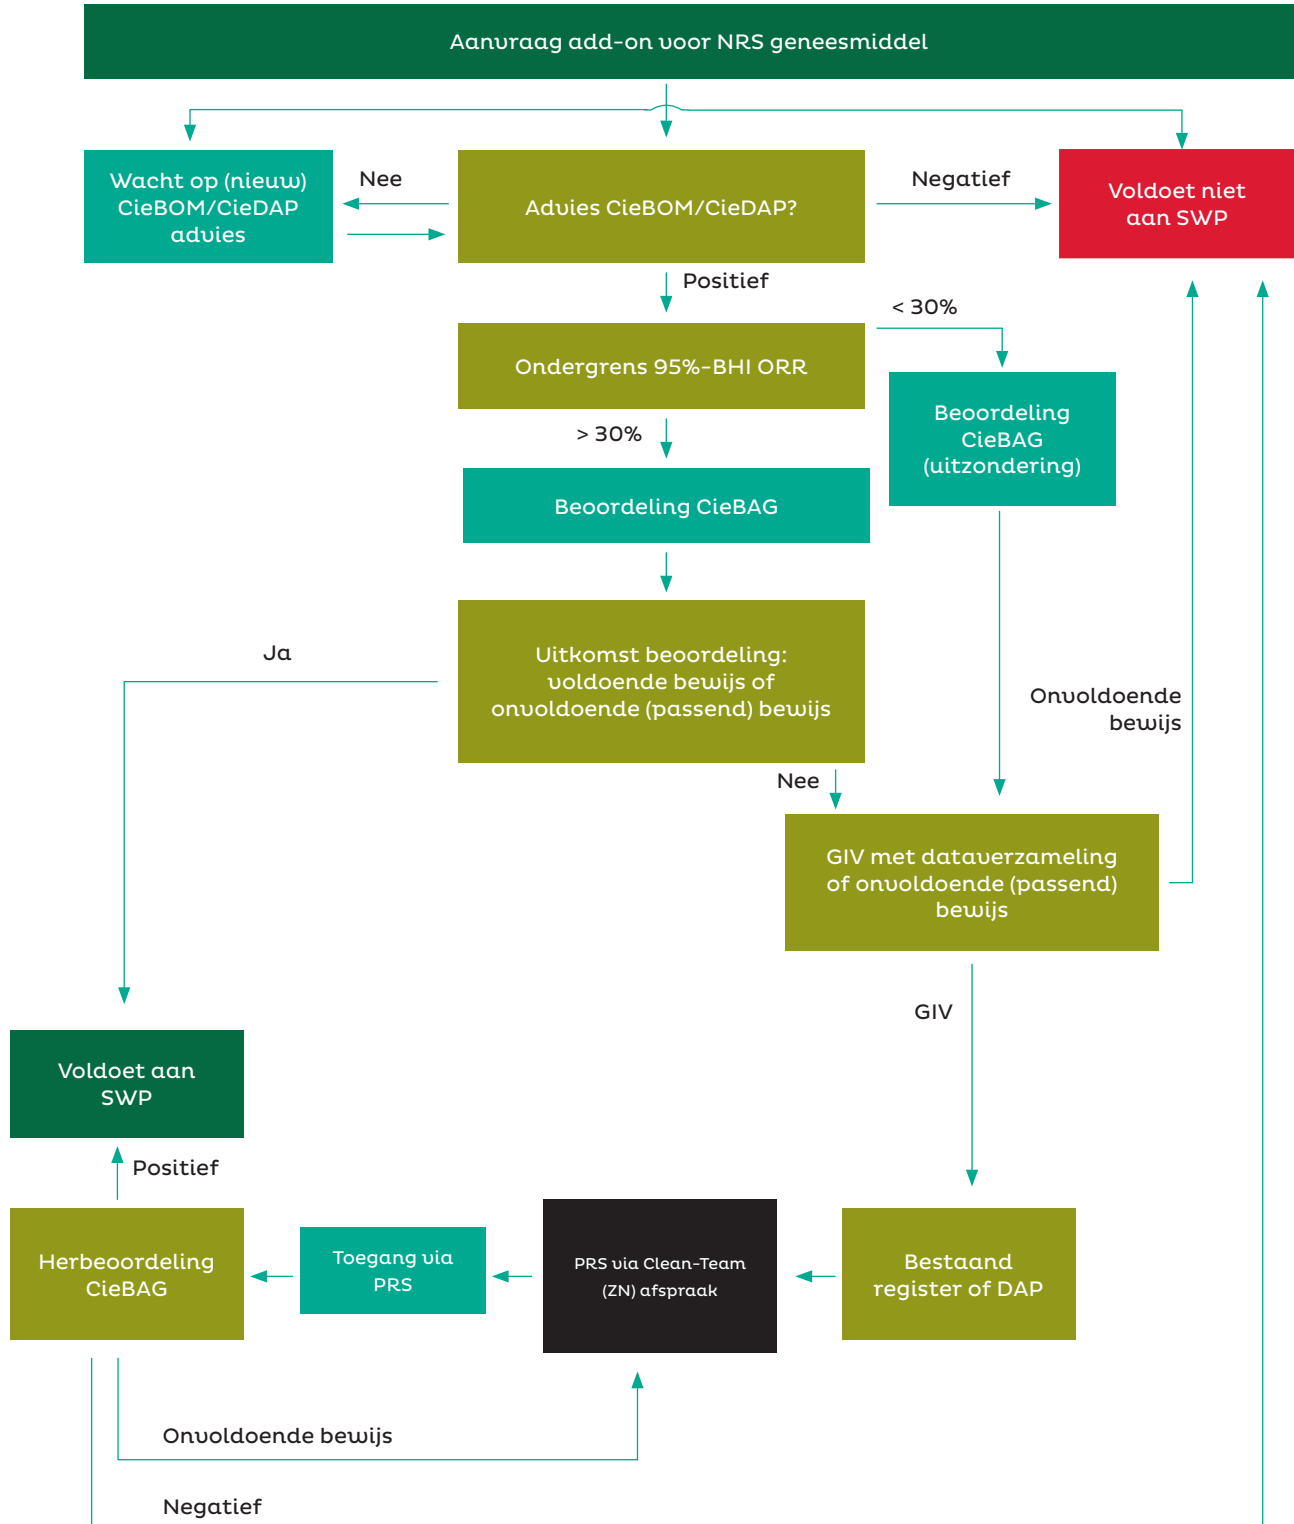 Aanvraag add-on voor NRS geneesmiddel
Wacht op (nieuw)
CieBOM/CieDAP
advies
Nee
Advies CieBOM/CieDAP?
Negatief
Voldoet niet
aan SWP
Positief
< 30%
Ondergrens 95%-BHI ORR
Beoordeling
CieBAG
(uitzondering)
> 30%
Beoordeling CieBAG
Ja
Uitkomst beoordeling:
voldoende bewijs of
onvoldoende (passend) bewijs
Onvoldoende
bewijs
Nee
GIV met dataverzameling
of onvoldoende (passend)
bewijs
GIV
Voldoet aan
SWP
Positief
Herbeoordeling
CieBAG
Toegang via
PRS
PRS via Clean-Team
(ZN) afspraak
Bestaand
register of DAP
Onvoldoende bewijs
Negatief